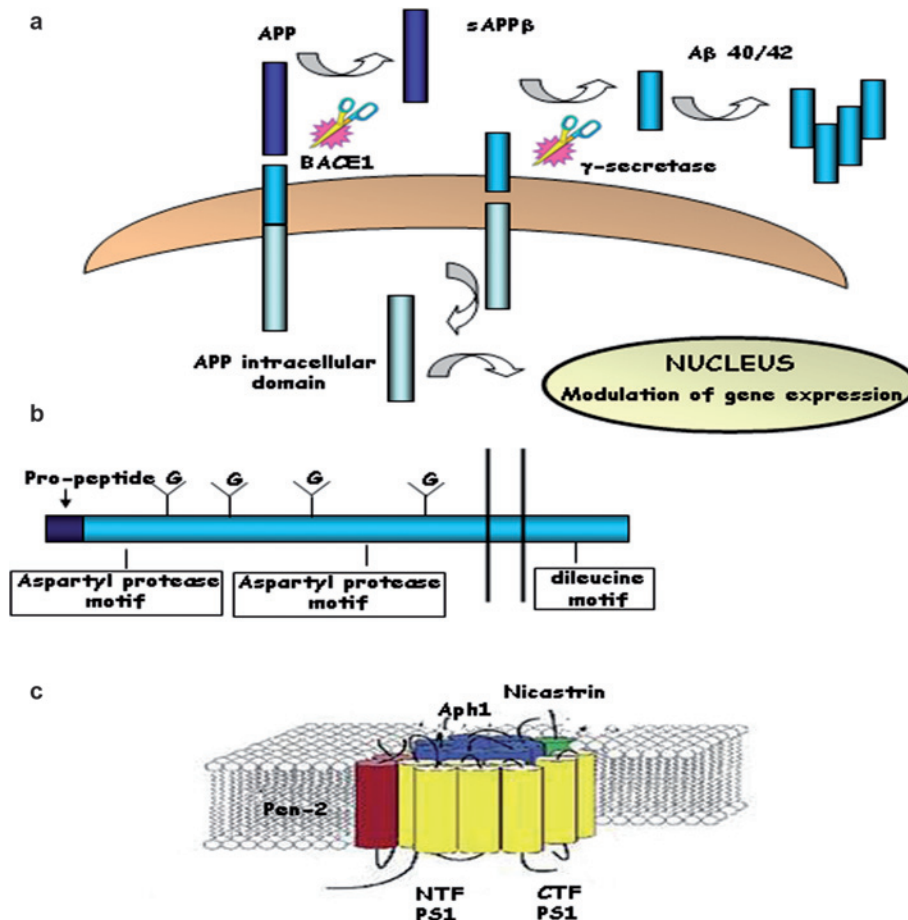 a
APP
sAPPβ
Aβ 40/42
BACE1
γ-secretase
APP intracellular
domain
NUCLEUS
Modulation of gene expression
b
Pro-peptide
G
G
G
G
Aspartyl protease
motif
Aspartyl protease
motif
dileucine
motif
c
Nicastrin
Aph1
Pen-2
NTF
PS1
CTF
PS1